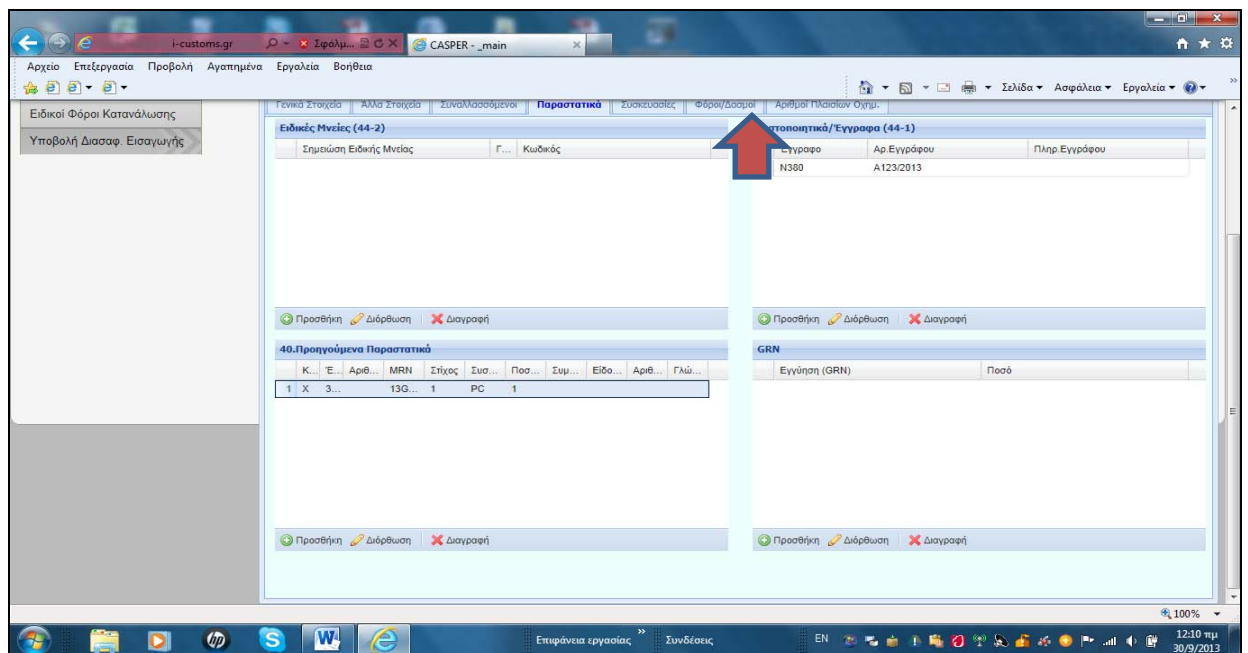 i-customs.gr Σφάλμ... CASPER - _main
Αρχείο Επεξεργασία Προβολή Αγαπημένα Εργαλεία Βοήθεια
Σελίδα Ασφάλεια Εργαλεία
Ειδικοί Φόροι Κατανάλωσης
Υποβολή Διασαφ. Εισαγωγής
Γενικά Στοιχεία Άλλα Στοιχεία Συναλλασσόμενοι Παραστατικά Συσκευασίες Φόροι/Δασμοί Αριθμοί Πλαισίων Οχημ.
Ειδικές Μνείες (44-2)
Σημείωση Ειδικής Μνείας Γ... Κωδικός
στοποιητικά/Έγγραφα (44-1)
Έγγραφο Αρ.Εγγράφου Πληρ.Εγγράφου
N380 A123/2013
Προσθήκη Διόρθωση Διαγραφή
Προσθήκη Διόρθωση Διαγραφή
40.Προηγούμενα Παραστατικά
Κ... Έ... Αριθ... MRN Στίχος Συσ... Ποσ... Συμ... Είδο... Αριθ... Γλώ...
1 X 3... 13G... 1 PC 1
GRN
Εγγύηση (GRN) Ποσό
Προσθήκη Διόρθωση Διαγραφή
Προσθήκη Διόρθωση Διαγραφή
100%
Επιφάνεια εργασίας Συνδέσεις EN 12:10 πμ
30/9/2013